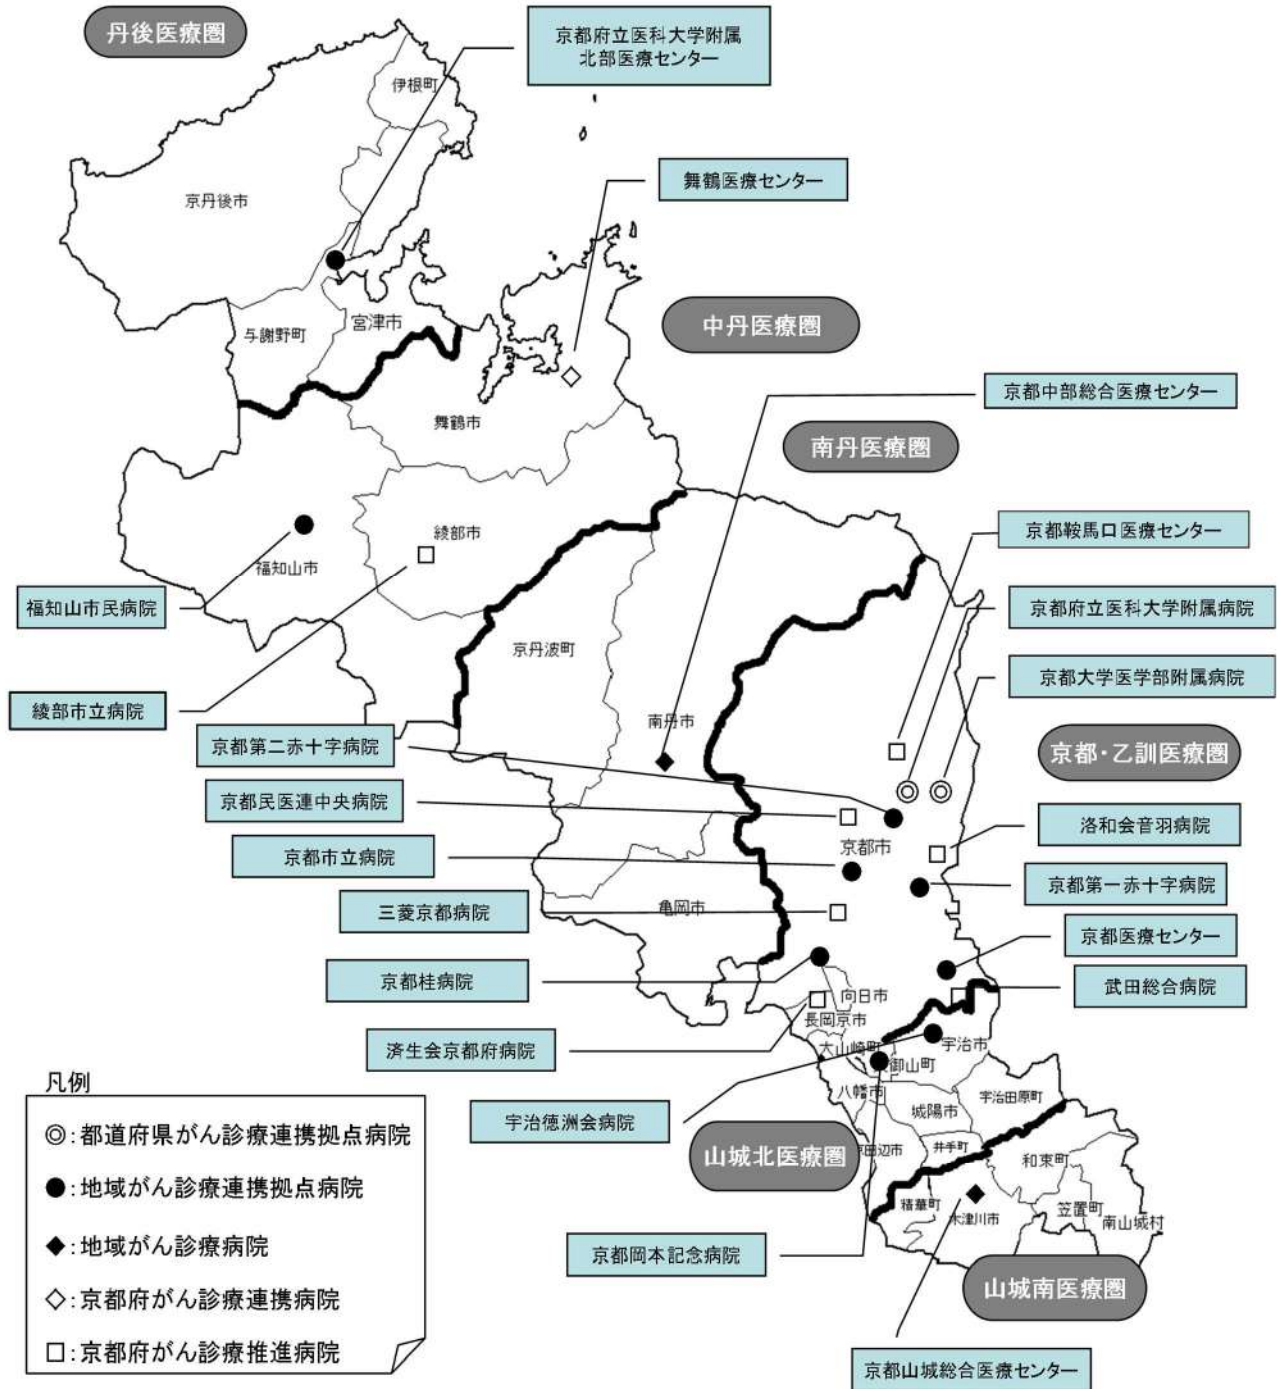 丹後医療圏
京都府立医科大学附属
北部医療センター
伊根町
舞鶴医療センター
京丹後市
中丹医療圏
与謝野町
宮津市
京都中部総合医療センター
舞鶴市
南丹医療圏
京都鞍馬口医療センター
綾部市
福知山市
福知山市民病院
京都府立医科大学附属病院
京丹波町
京都大学医学部附属病院
綾部市立病院
南丹市
京都第二赤十字病院
京都・乙訓医療圏
京都民医連中央病院
洛和会音羽病院
京都市
京都市立病院
京都第一赤十字病院
三菱京都病院
亀岡市
京都医療センター
京都桂病院
武田総合病院
向日市
長岡京市
済生会京都府病院
大山崎町
宇治市
御山町
八幡市
宇治田原町
城陽市
宇治徳洲会病院
山城北医療圏
田辺市
井手町
和束町
精華町
木津川市
笠置町
南山城村
京都岡本記念病院
山城南医療圏
京都山城総合医療センター
凡例
◎:都道府県がん診療連携拠点病院
●:地域がん診療連携拠点病院
◆:地域がん診療病院
◇:京都府がん診療連携病院
□:京都府がん診療推進病院